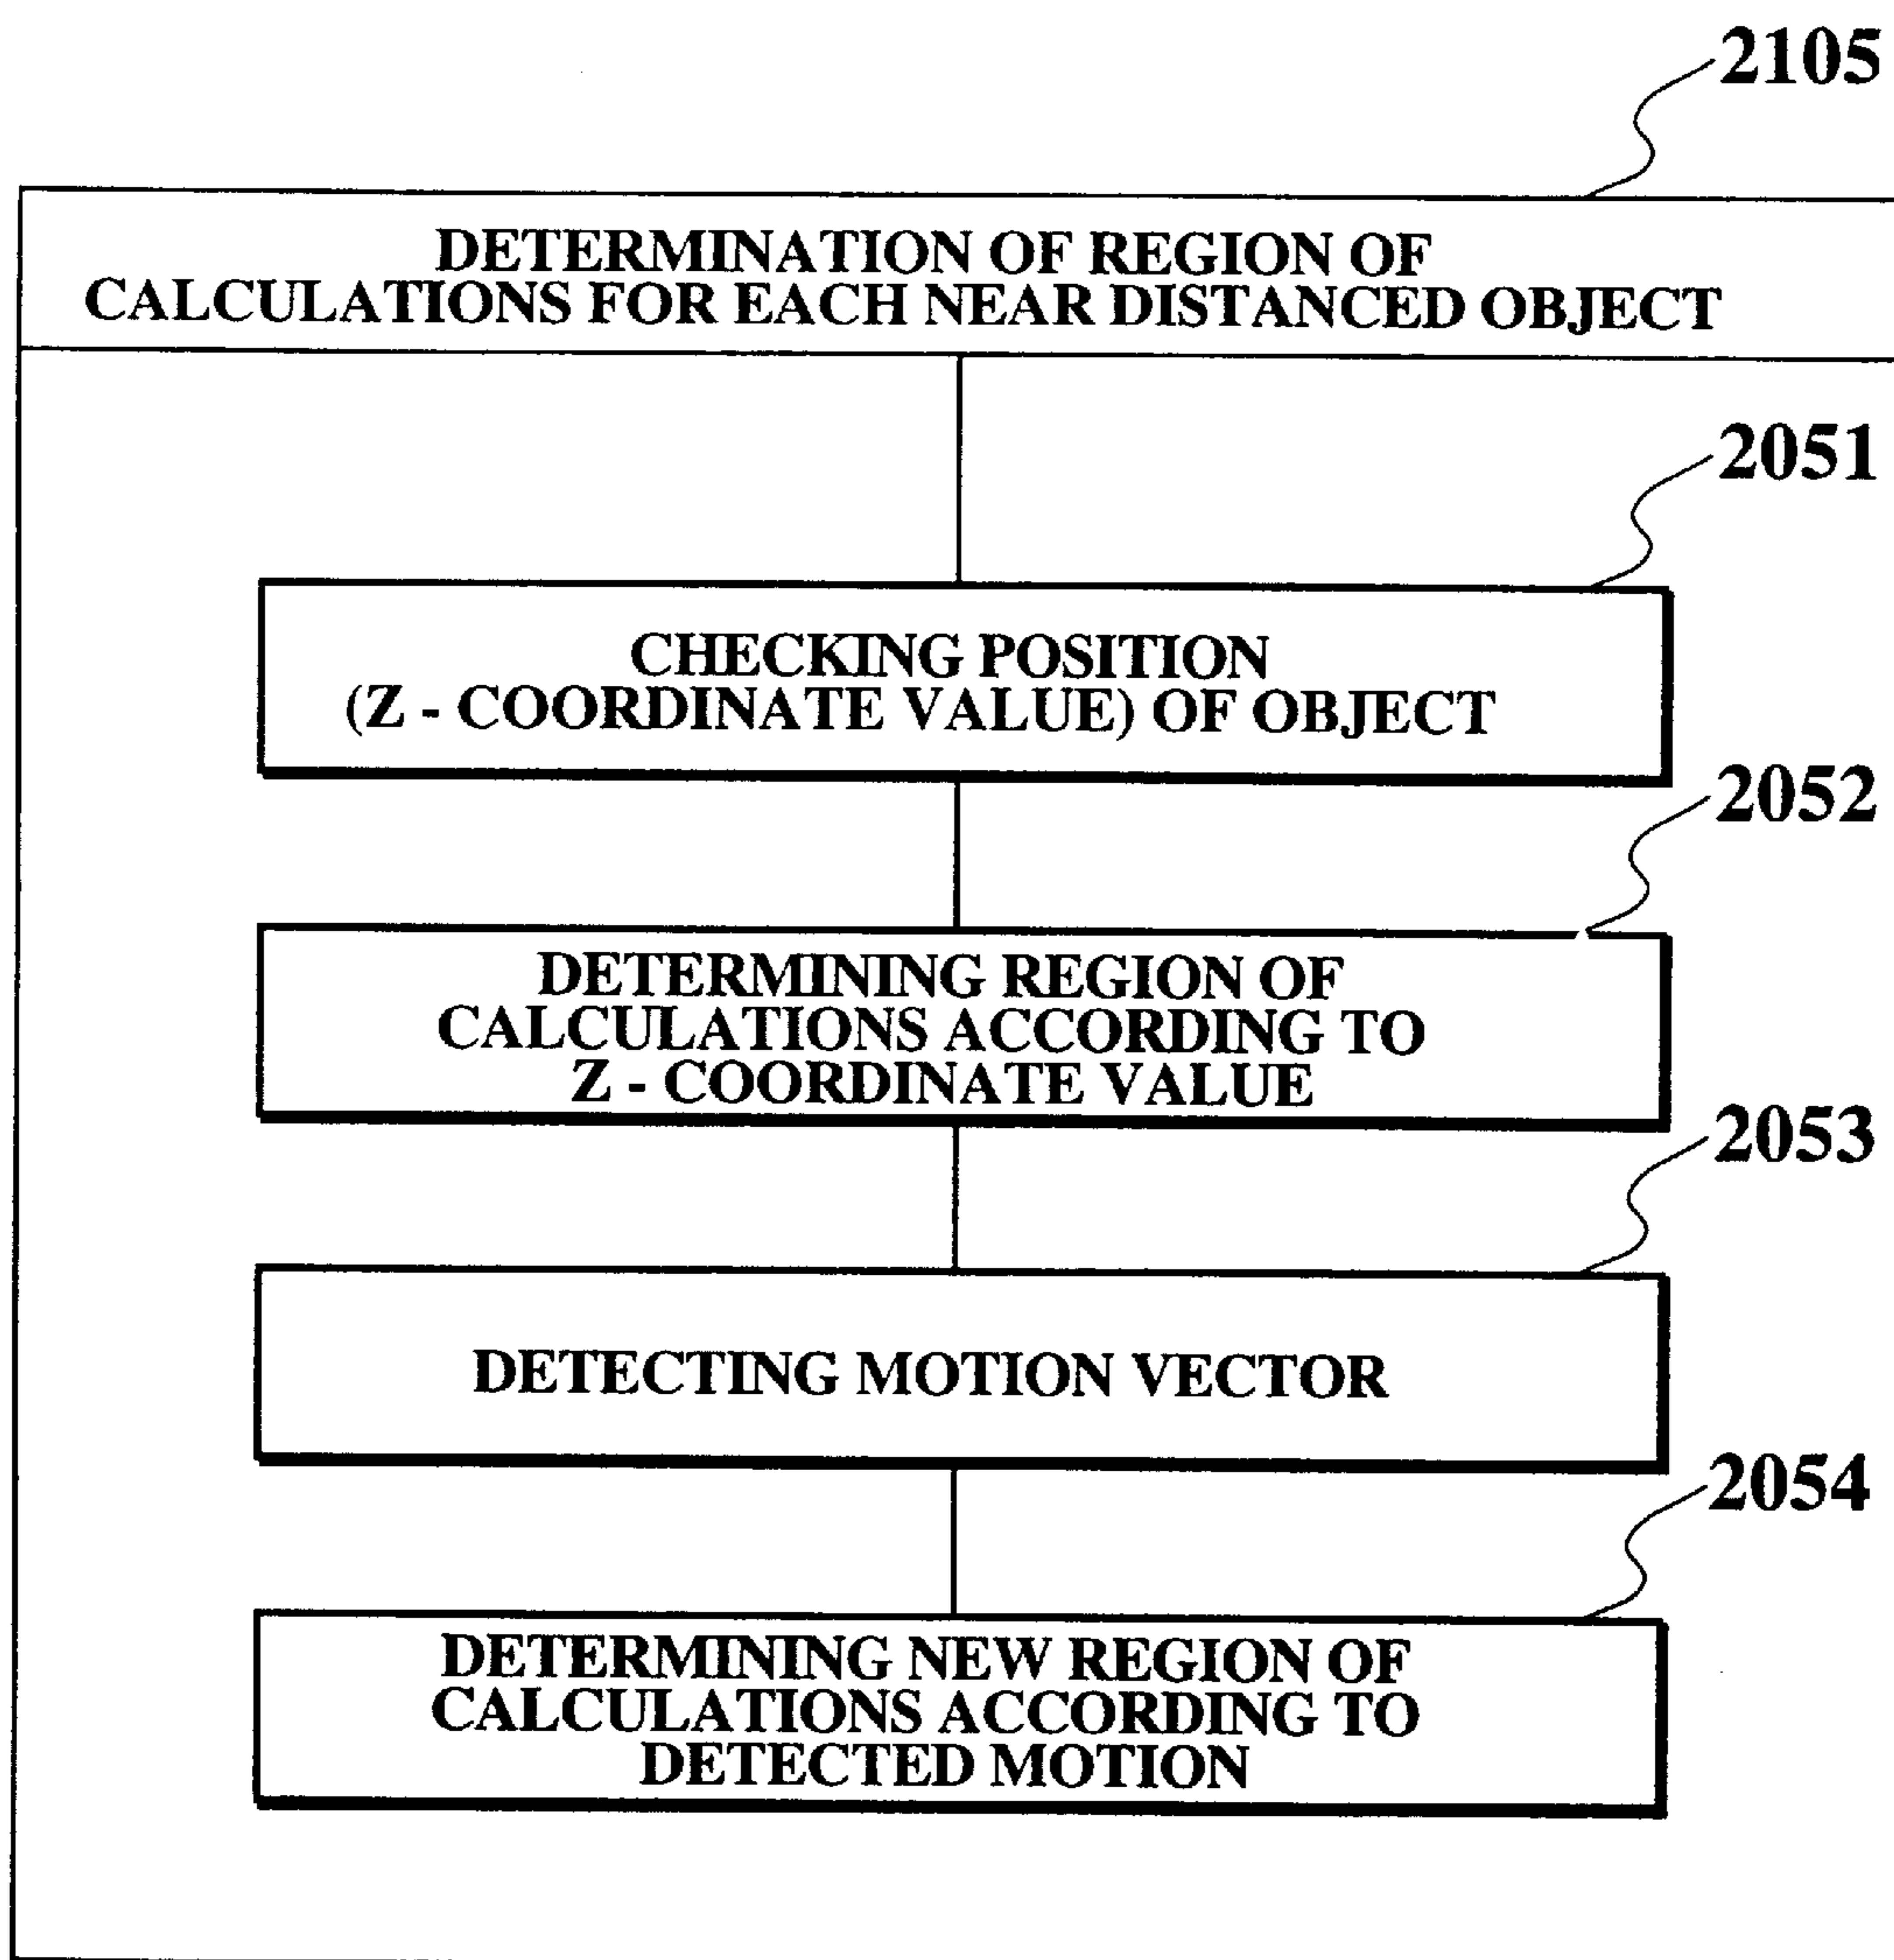 2105
DETERMINATION OF REGION OF
CALCULATIONS FOR EACH NEAR DISTANCED OBJECT
2051
CHECKING POSITION
(Z - COORDINATE VALUE) OF OBJECT
2052
DETERMINING REGION OF
CALCULATIONS ACCORDING TO
Z - COORDINATE VALUE
2053
DETECTING MOTION VECTOR
2054
DETERMINING NEW REGION OF
CALCULATIONS ACCORDING TO
DETECTED MOTION